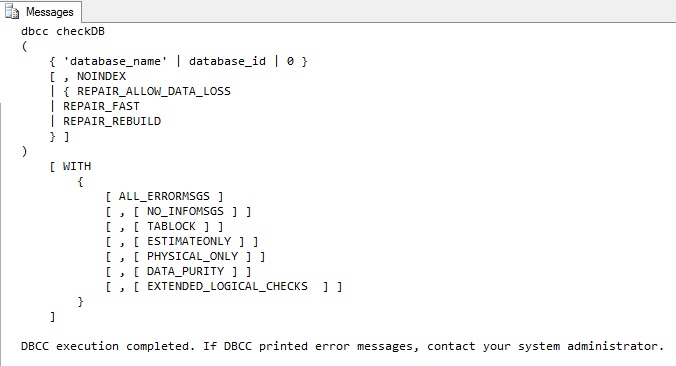 Messages
dbcc checkDB
(
    { 'database_name' | database_id | 0 }
    [ , NOINDEX
    | { REPAIR_ALLOW_DATA_LOSS
    | REPAIR_FAST
    | REPAIR_REBUILD
    } ]
)
    [ WITH
        {
            [ ALL_ERRORMSGS ]
            [ , [ NO_INFOMSGS ] ]
            [ , [ TABLOCK ] ]
            [ , [ ESTIMATEONLY ] ]
            [ , [ PHYSICAL_ONLY ] ]
            [ , [ DATA_PURITY ] ]
            [ , [ EXTENDED_LOGICAL_CHECKS  ] ]
        }
    ]
DBCC execution completed. If DBCC printed error messages, contact your system administrator.